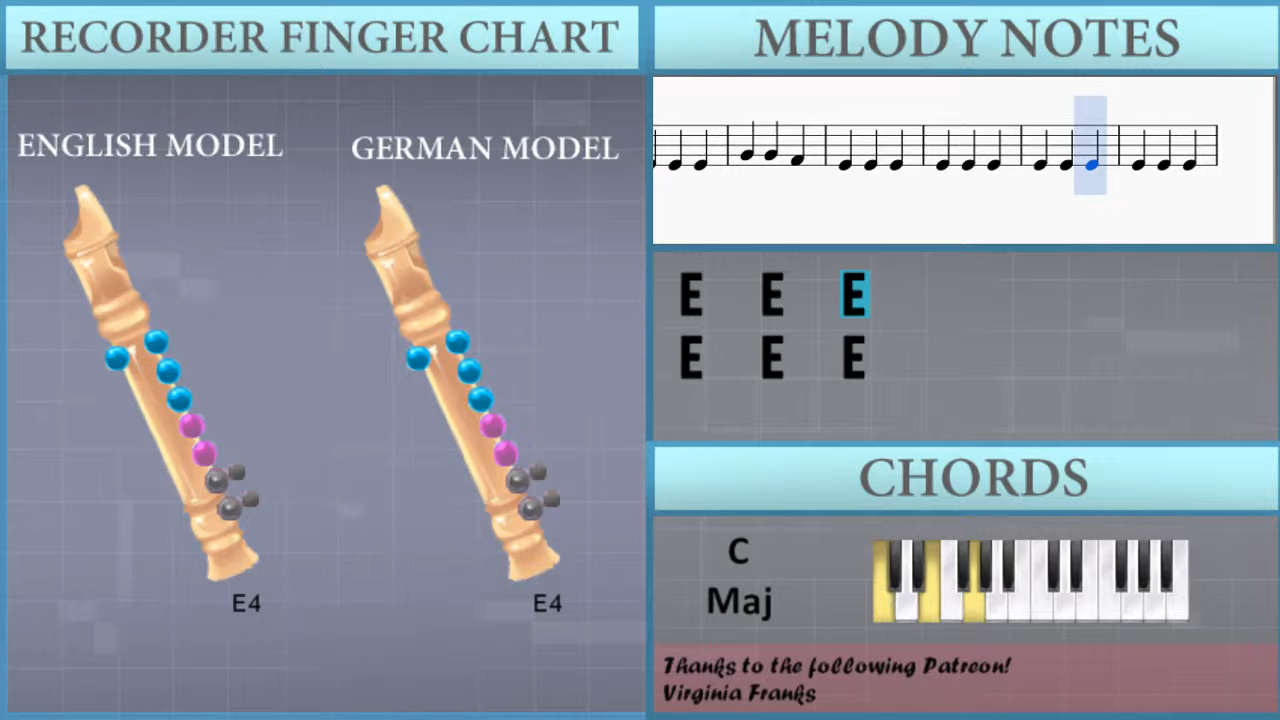 RECORDER FINGER CHART
ENGLISH MODEL
GERMAN MODEL
E4
E4
MELODY NOTES
E E E
E E E
CHORDS
C
Maj
Thanks to the following Patreon!
Virginia Franks